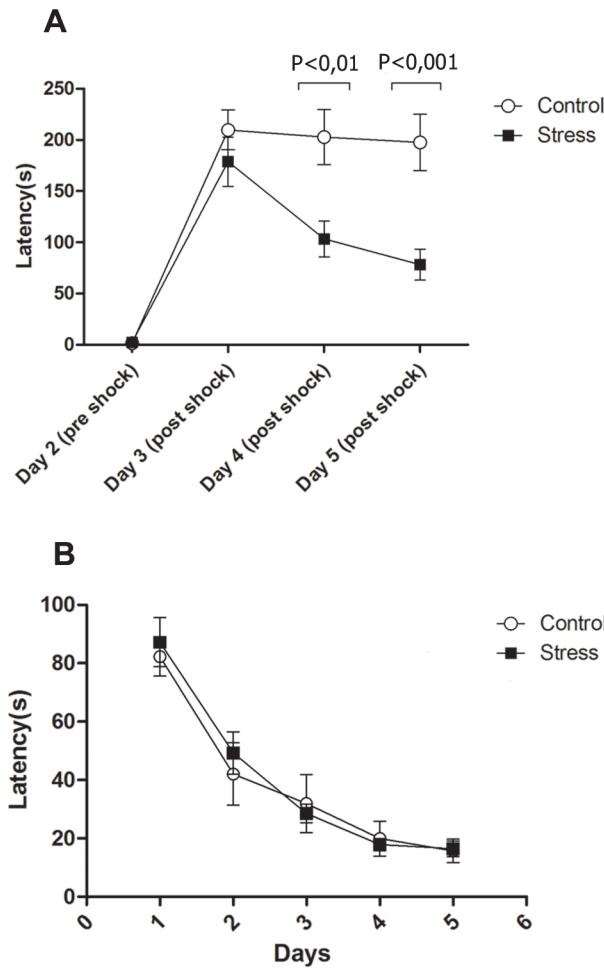 A
P<0,01
P<0,001
250
200
150
100
50
0
Latency(s)
Control
Stress
Day 2 (pre shock)
Day 3 (post shock)
Day 4 (post shock)
Day 5 (post shock)
B
100
80
60
40
20
0
Latency(s)
Control
Stress
0 1 2 3 4 5 6
Days